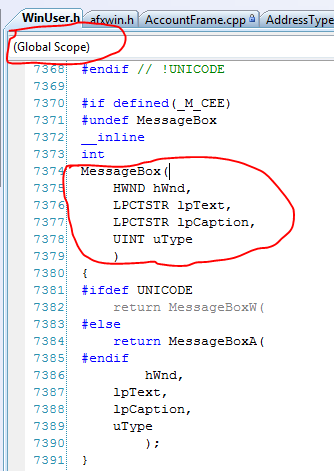 WinUser.h afxwin.h AccountFrame.cpp AddressType
(Global Scope)
7368 #endif // !UNICODE
7369
7370 #if defined(_M_CEE)
7371 #undef MessageBox
7372 __inline
7373 int
7374 MessageBox(
7375 HWND hWnd,
7376 LPCTSTR lpText,
7377 LPCTSTR lpCaption,
7378 UINT uType
7379 )
7380 {
7381 #ifdef UNICODE
7382 return MessageBoxW(
7383 #else
7384 return MessageBoxA(
7385 #endif
7386 hWnd,
7387 lpText,
7388 lpCaption,
7389 uType
7390 );
7391 }